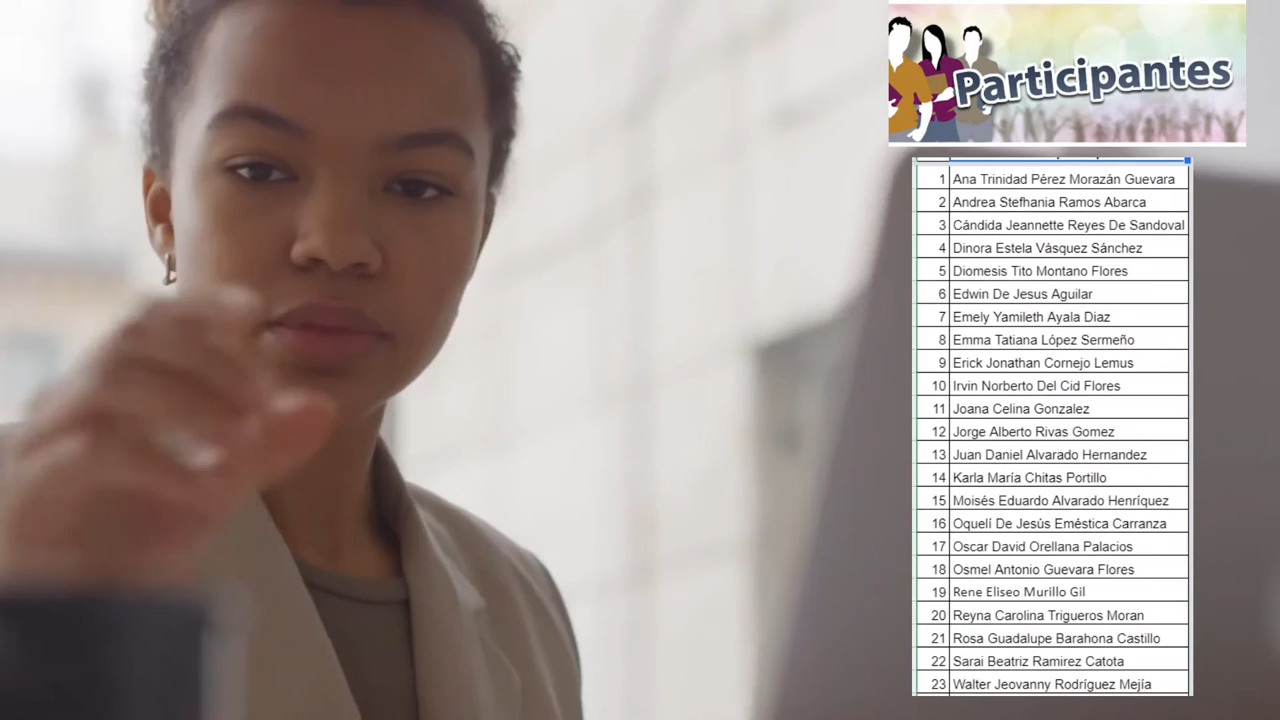 Participantes
1 Ana Trinidad Pérez Morazán Guevara
2 Andrea Stefhania Ramos Abarca
3 Cándida Jeannette Reyes De Sandoval
4 Dinora Estela Vásquez Sánchez
5 Diomesis Tito Montano Flores
6 Edwin De Jesus Aguilar
7 Emely Yamileth Ayala Diaz
8 Emma Tatiana López Sermeño
9 Erick Jonathan Cornejo Lemus
10 Irvin Norberto Del Cid Flores
11 Joana Celina Gonzalez
12 Jorge Alberto Rivas Gomez
13 Juan Daniel Alvarado Hernandez
14 Karla María Chitas Portillo
15 Moisés Eduardo Alvarado Henríquez
16 Oquelí De Jesús Eméstica Carranza
17 Oscar David Orellana Palacios
18 Osmel Antonio Guevara Flores
19 Rene Eliseo Murillo Gil
20 Reyna Carolina Trigueros Moran
21 Rosa Guadalupe Barahona Castillo
22 Sarai Beatriz Ramirez Catota
23 Walter Jeovanny Rodríguez Mejía